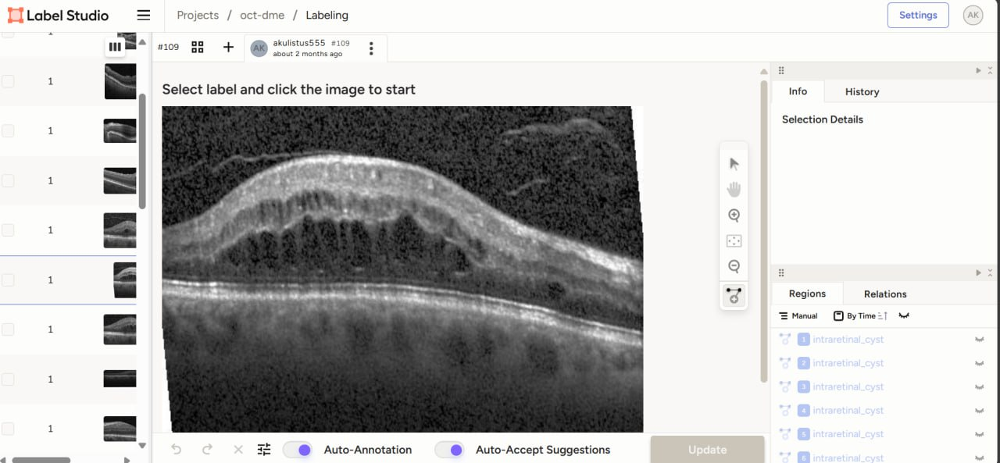 Label Studio
Projects / oct-dme / Labeling
Settings
AK
1
1
1
1
1
1
1
1
1
#109
AK
akulistus555 #109
about 2 months ago
Select label and click the image to start
Info
History
Selection Details
Regions
Relations
Manual
By Time
1 intraretinal_cyst
2 intraretinal_cyst
3 intraretinal_cyst
4 intraretinal_cyst
5 intraretinal_cyst
6 intraretinal_cyst
Auto-Annotation
Auto-Accept Suggestions
Update